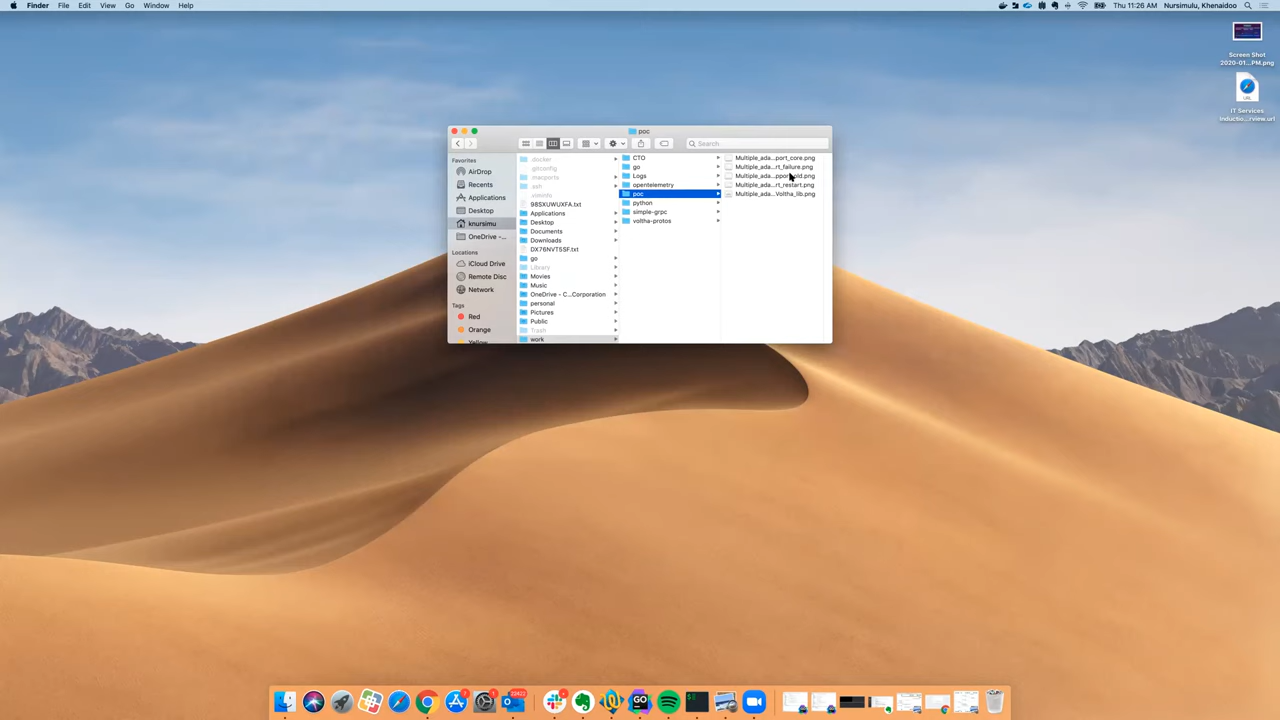 Finder File Edit View Go Window Help
Thu 11:26 AM Nursimulu, Khenaidoo
Screen Shot
2020-01...PM.png
URL
IT Services
Inductio...rview.url
poc
Search
Favorites
AirDrop
Recents
Applications
Desktop
knursimu
OneDrive -...
Locations
iCloud Drive
Remote Disc
Network
Tags
Red
Orange
Yellow
.docker
.gitconfig
.macports
.ssh
.viminfo
98SXUWUXFA.txt
Applications
Desktop
Documents
Downloads
DX76NVTSSF.txt
go
Library
Movies
Music
OneDrive - C...Corporation
personal
Pictures
Public
Trash
work
CTO
go
Logs
opentelemetry
poc
python
simple-grpc
voltha-protos
Multiple_ada...port_core.png
Multiple_ada...rt_failure.png
Multiple_ada...rt_restart.png
Multiple_ada...Voltha_lib.png
GO